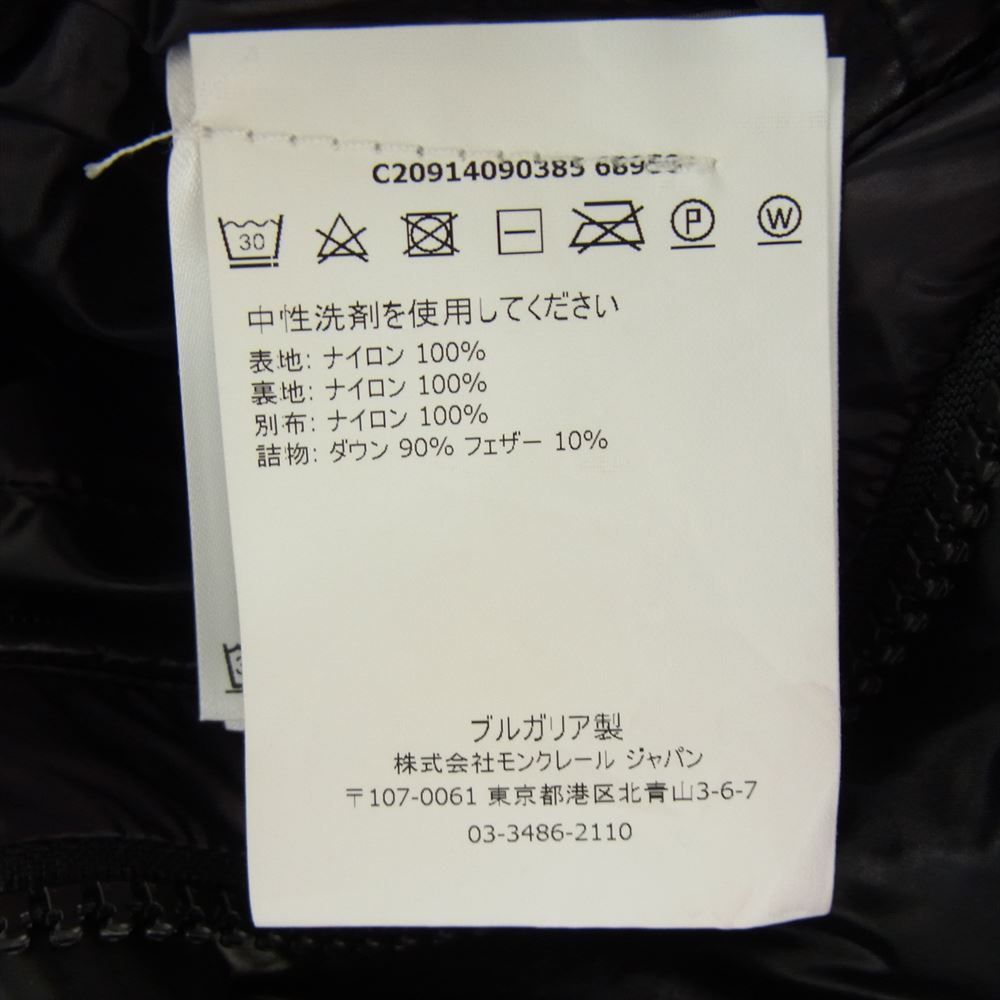 C20914090385 68950
30
P W
中性洗剤を使用してください
表地: ナイロン 100%
裏地: ナイロン 100%
別布: ナイロン 100%
詰物: ダウン 90% フェザー 10%
ブルガリア製
株式会社モンクレール ジャパン
〒107-0061 東京都港区北青山3-6-7
03-3486-2110